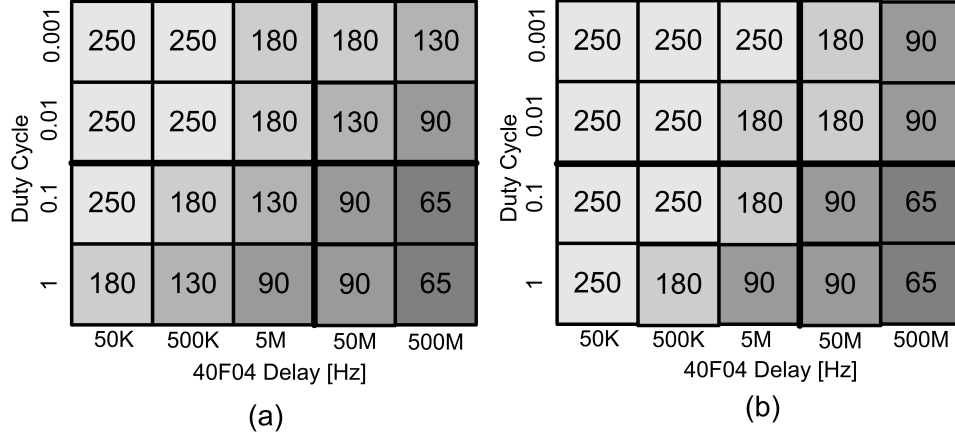 Duty Cycle
0.001 250 250 180 180 130
0.01 250 250 180 130 90
0.1 250 180 130 90 65
1 180 130 90 90 65
50K 500K 5M 50M 500M
40F04 Delay [Hz]
(a)
Duty Cycle
0.001 250 250 250 180 90
0.01 250 250 180 180 90
0.1 250 250 180 90 65
1 250 180 90 90 65
50K 500K 5M 50M 500M
40F04 Delay [Hz]
(b)